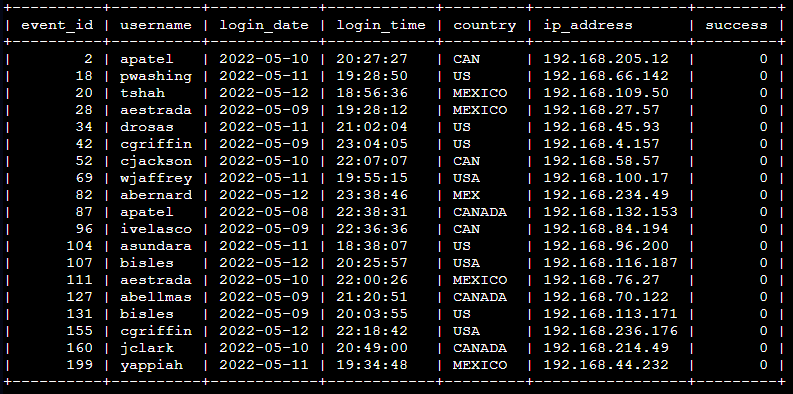 +----------+----------+------------+------------+---------+-----------------+---------+
| event_id | username | login_date | login_time | country | ip_address      | success |
+----------+----------+------------+------------+---------+-----------------+---------+
|        2 | apatel   | 2022-05-10 | 20:27:27   | CAN     | 192.168.205.12  |       0 |
|       18 | pwashing | 2022-05-11 | 19:28:50   | US      | 192.168.66.142  |       0 |
|       20 | tshah    | 2022-05-12 | 18:56:36   | MEXICO  | 192.168.109.50  |       0 |
|       28 | aestrada | 2022-05-09 | 19:28:12   | MEXICO  | 192.168.27.57   |       0 |
|       34 | drosas   | 2022-05-11 | 21:02:04   | US      | 192.168.45.93   |       0 |
|       42 | cgriffin | 2022-05-09 | 23:04:05   | US      | 192.168.4.157   |       0 |
|       52 | cjackson | 2022-05-10 | 22:07:07   | CAN     | 192.168.58.57   |       0 |
|       69 | wjaffrey | 2022-05-11 | 19:55:15   | USA     | 192.168.100.17  |       0 |
|       82 | abernard | 2022-05-12 | 23:38:46   | MEX     | 192.168.234.49  |       0 |
|       87 | apatel   | 2022-05-08 | 22:38:31   | CANADA  | 192.168.132.153 |       0 |
|       96 | ivelasco | 2022-05-09 | 22:36:36   | CAN     | 192.168.84.194  |       0 |
|      104 | asundara | 2022-05-11 | 18:38:07   | US      | 192.168.96.200  |       0 |
|      107 | bisles   | 2022-05-12 | 20:25:57   | USA     | 192.168.116.187 |       0 |
|      111 | aestrada | 2022-05-10 | 22:00:26   | MEXICO  | 192.168.76.27   |       0 |
|      127 | abellmas | 2022-05-09 | 21:20:51   | CANADA  | 192.168.70.122  |       0 |
|      131 | bisles   | 2022-05-09 | 20:03:55   | US      | 192.168.113.171 |       0 |
|      155 | cgriffin | 2022-05-12 | 22:18:42   | USA     | 192.168.236.176 |       0 |
|      160 | jclark   | 2022-05-10 | 20:49:00   | CANADA  | 192.168.214.49  |       0 |
|      199 | yappiah  | 2022-05-11 | 19:34:48   | MEXICO  | 192.168.44.232  |       0 |
+----------+----------+------------+------------+---------+-----------------+---------+